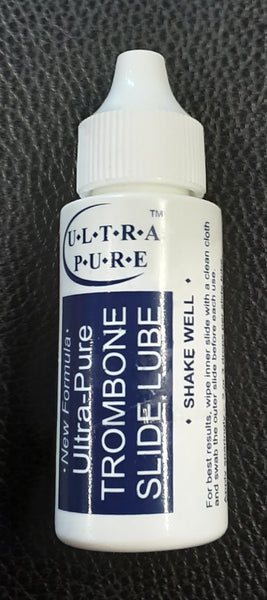 U·L·T·R·A™
P·U·R·E·
·New Formula·
Ultra-Pure
TROMBONE
SLIDE LUBE
· SHAKE WELL ·
For best results, wipe inner slide with a clean cloth
and swab the outer slide before each use.